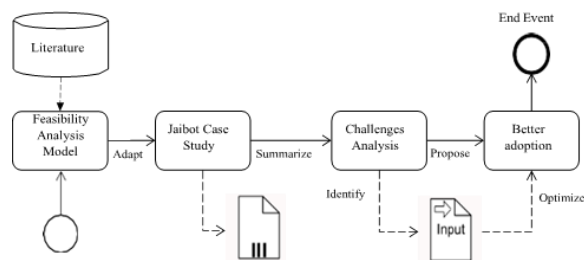 End Event
Literature
Feasibility
Analysis
Model
Adapt
Jaibot Case
Study
Summarize
Challenges
Analysis
Propose
Better
adoption
Identify
Input
Optimize